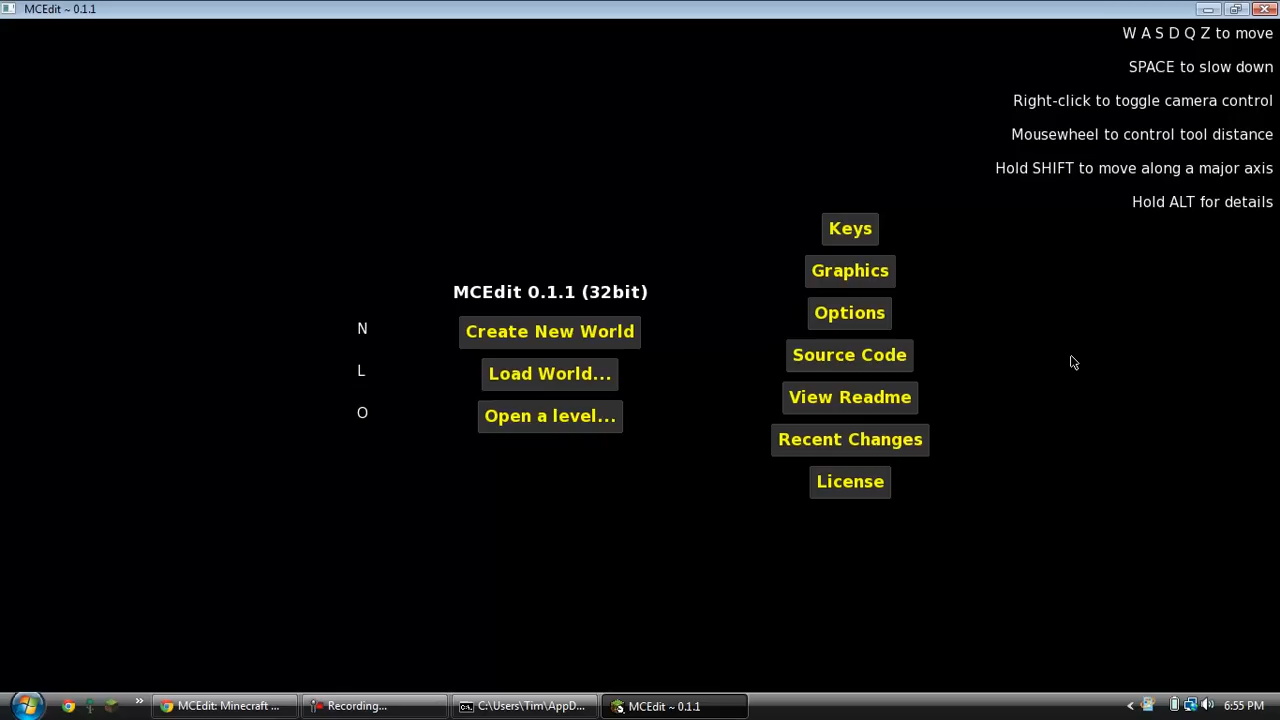 MCEdit ~ 0.1.1
W A S D Q Z to move
SPACE to slow down
Right-click to toggle camera control
Mousewheel to control tool distance
Hold SHIFT to move along a major axis
Hold ALT for details
MCEdit 0.1.1 (32bit)
N Create New World
L Load World...
O Open a level...
Keys
Graphics
Options
Source Code
View Readme
Recent Changes
License
MCEdit: Minecraft ...
Recording...
C:\Users\Tim\AppD...
MCEdit ~ 0.1.1
6:55 PM